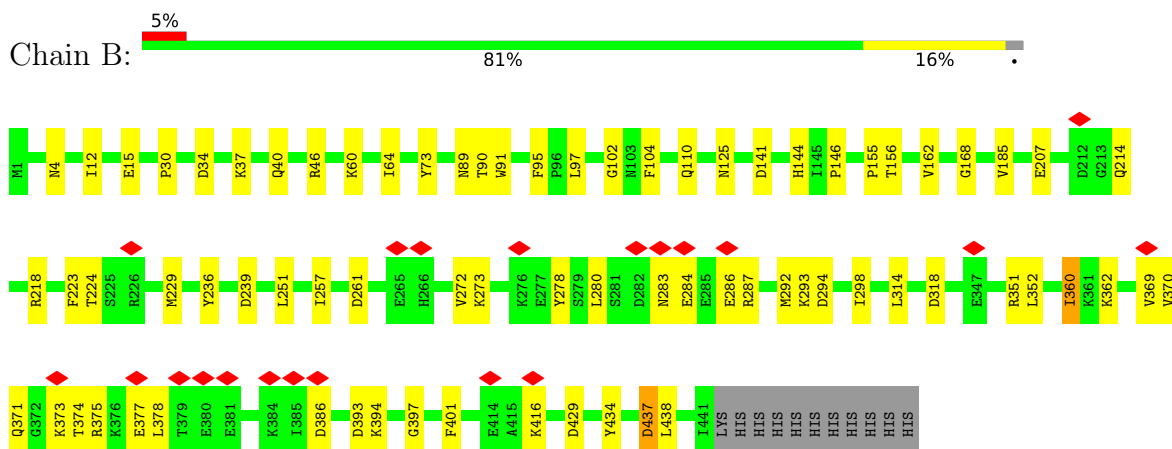 5%
Chain B:
81% 16% •
M1 N4 I12 E15 P30 D34 K37 Q40 R46 K60 I64 Y73 N89 T90 W91 F95 P96 L97 G102 N103 F104 Q110 N125 D141 H144 I145 P146 P155 T156 V162 G168 V185 E207 D212 G213 Q214
R218 F223 T224 S225 R226 M229 Y236 D239 L251 I257 D261 E265 H266 V272 K273 K276 E277 Y278 S279 L280 S281 D282 N283 E284 E285 E286 R287 M292 K293 D294 I298 L314 D318 E347 R351 L352 I360 K361 K362 V369 V370
Q371 G372 K373 T374 R375 K376 E377 L378 T379 E380 E381 K384 I385 D386 D393 K394 G397 F401 E414 A415 K416 D429 Y434 D437 L438 I441 LYS HIS HIS HIS HIS HIS HIS HIS HIS HIS HIS